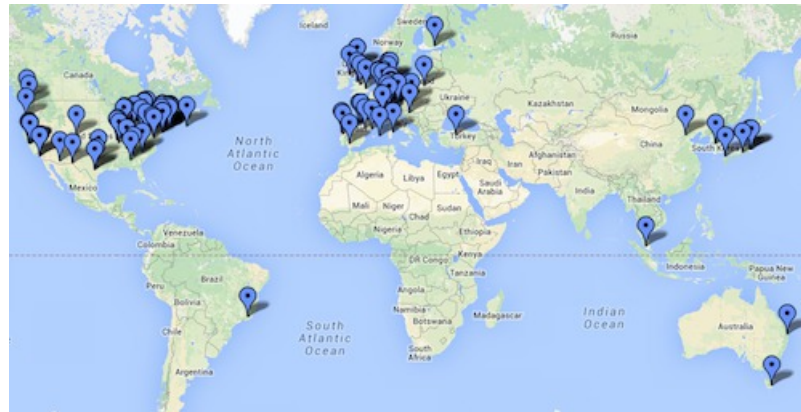 Iceland
Sweden
Norway
Russia
Canada
Ukraine
Kazakhstan
Mongolia
North
Atlantic
Ocean
Turkey
China
South Korea
Iraq
Iran
Afghanistan
Pakistan
Mexico
Algeria
Libya
Egypt
Saudi
Arabia
India
Mali
Niger
Sudan
Chad
Thailand
Venezuela
Nigeria
Ethiopia
Colombia
DR Congo
Kenya
Indonesia
Papua New
Guinea
Tanzania
Brazil
Peru
Angola
Bolivia
Namibia
Madagascar
Botswana
Indian
Ocean
Chile
South
Atlantic
Ocean
Australia
South
Africa
Argentina